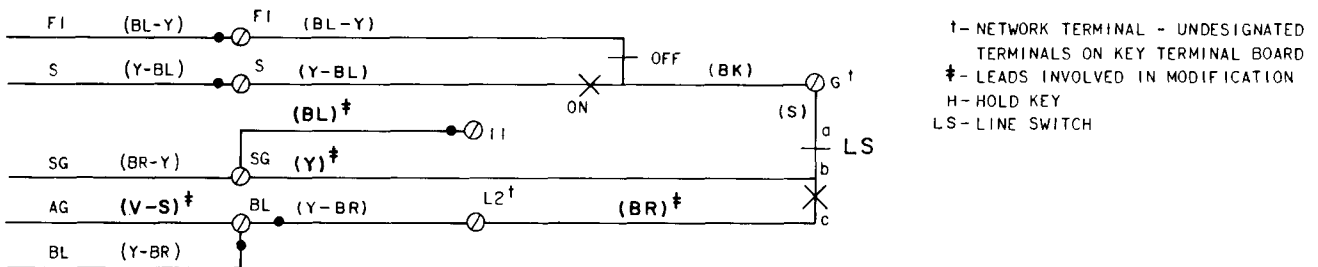 FI (BL-Y) FI (BL-Y)
OFF
S (Y-BL) S (Y-BL) ON (BK) G†
(BL)‡ 11
(S)
a
LS
SG (BR-Y) SG (Y)‡ b
AG (V-S)‡ BL (Y-BR) L2† (BR)‡ c
BL (Y-BR)
†- NETWORK TERMINAL - UNDESIGNATED
TERMINALS ON KEY TERMINAL BOARD
‡- LEADS INVOLVED IN MODIFICATION
H- HOLD KEY
LS- LINE SWITCH